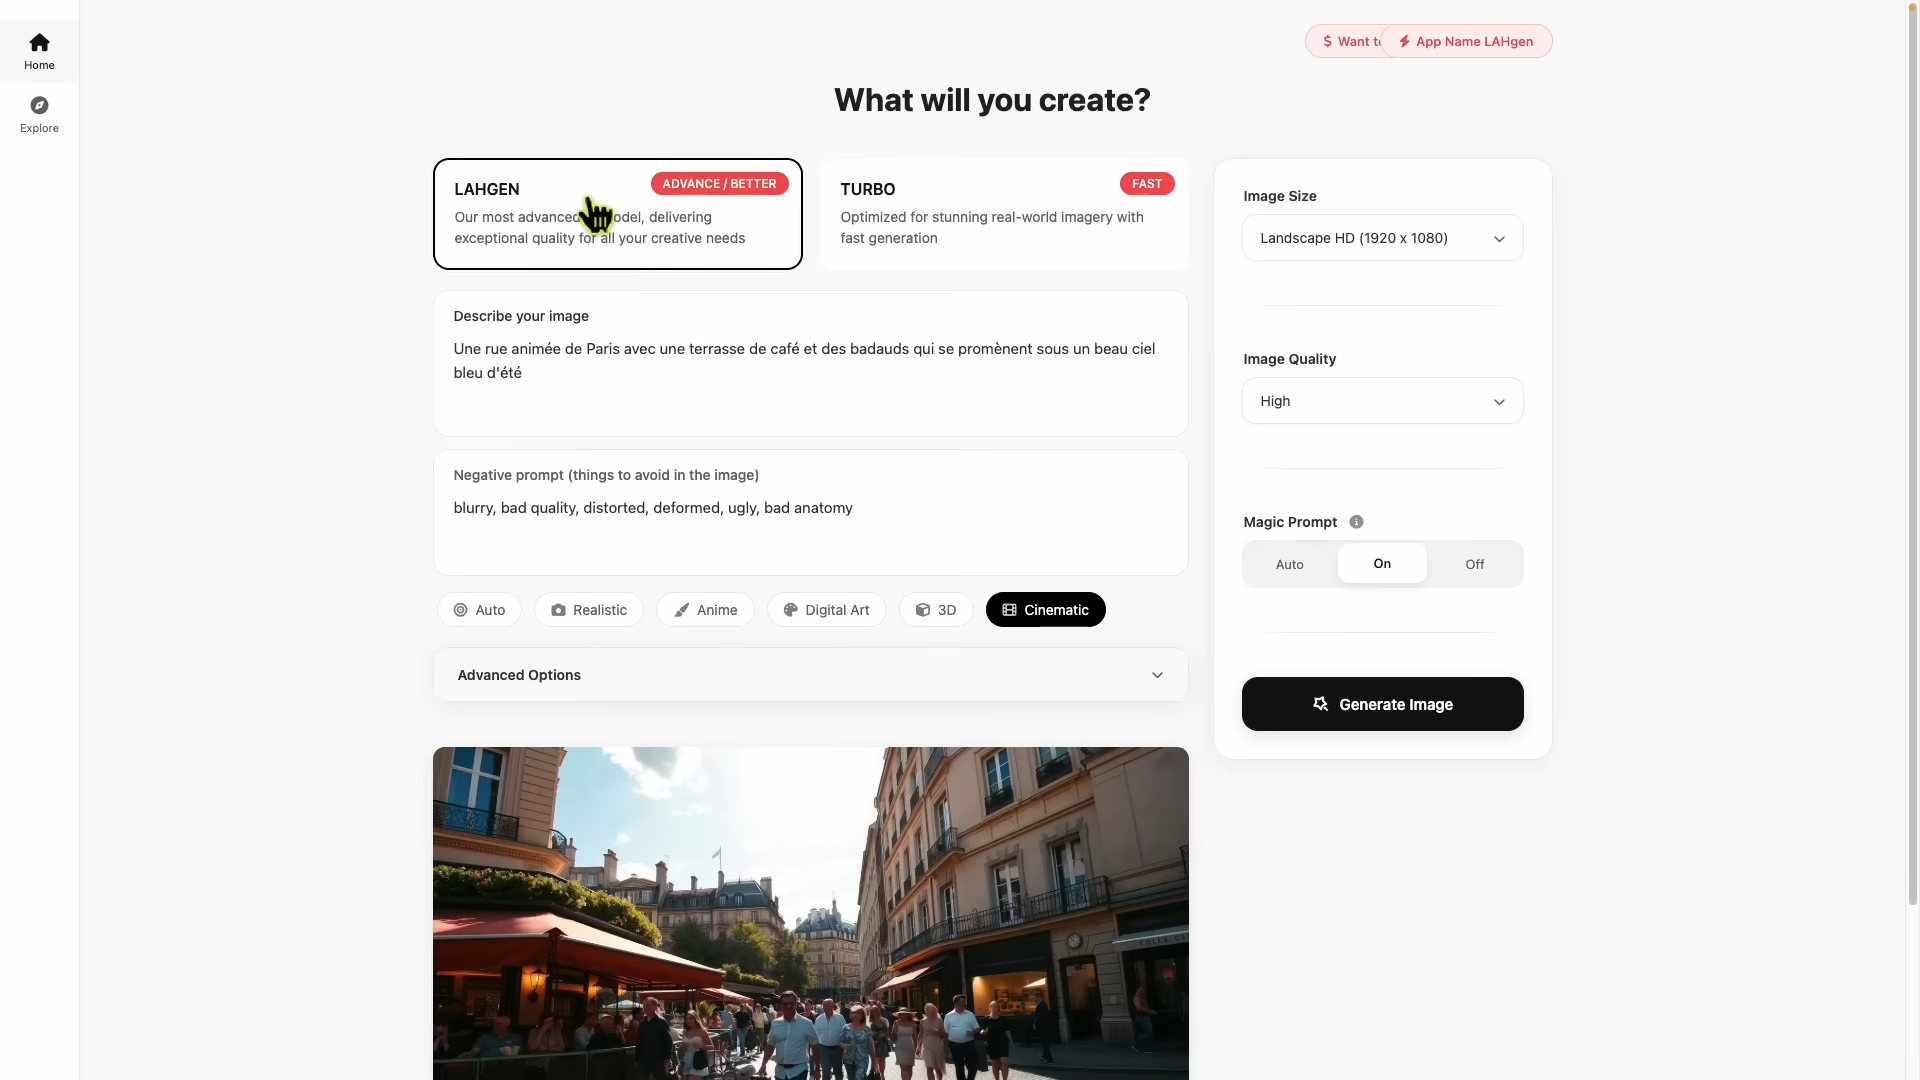 Home
Explore
$ Want to
App Name LAHgen
What will you create?
LAHGEN
ADVANCE / BETTER
Our most advanced
delivering
exceptional quality for all your creative needs
TURBO
FAST
Optimized for stunning real-world imagery with
fast generation
Describe your image
Une rue animée de Paris avec une terrasse de café et des badauds qui se promènent sous un beau ciel
bleu d'été
Negative prompt (things to avoid in the image)
blurry, bad quality, distorted, deformed, ugly, bad anatomy
Auto
Realistic
Anime
Digital Art
3D
Cinematic
Advanced Options
Image Size
Landscape HD (1920 x 1080)
Image Quality
High
Magic Prompt
Auto
On
Off
Generate Image